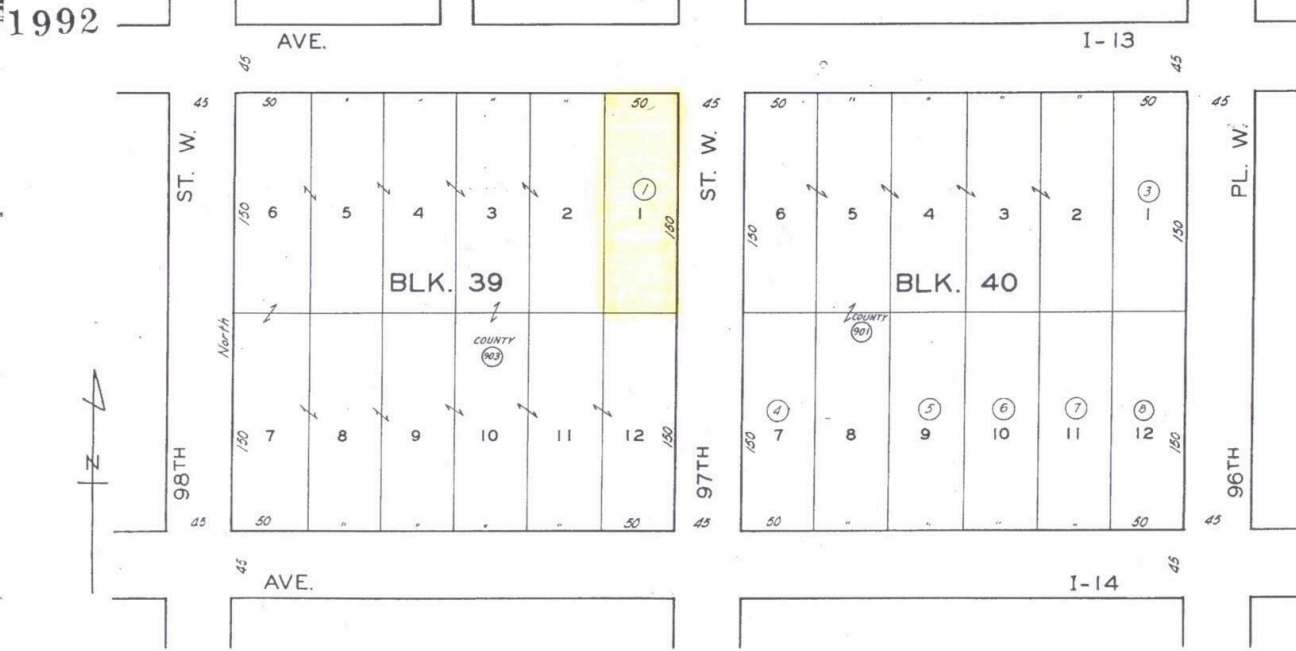 1992
AVE. I-13
45 45
45 50 " " " " 50 45 50 " " " " 50 45
ST. W. ST. W. PL. W.
1 3
150 6 5 4 3 2 1 150 150 6 5 4 3 2 1 150
BLK. 39 BLK. 40
North
COUNTY
903
COUNTY
901
4 5 6 7 8
N
150 7 8 9 10 11 12 150 150 7 8 9 10 11 12 150
98TH 97TH 96TH
45 50 " " " " 50 45 50 " " " " 50 45
45 45
AVE. I-14